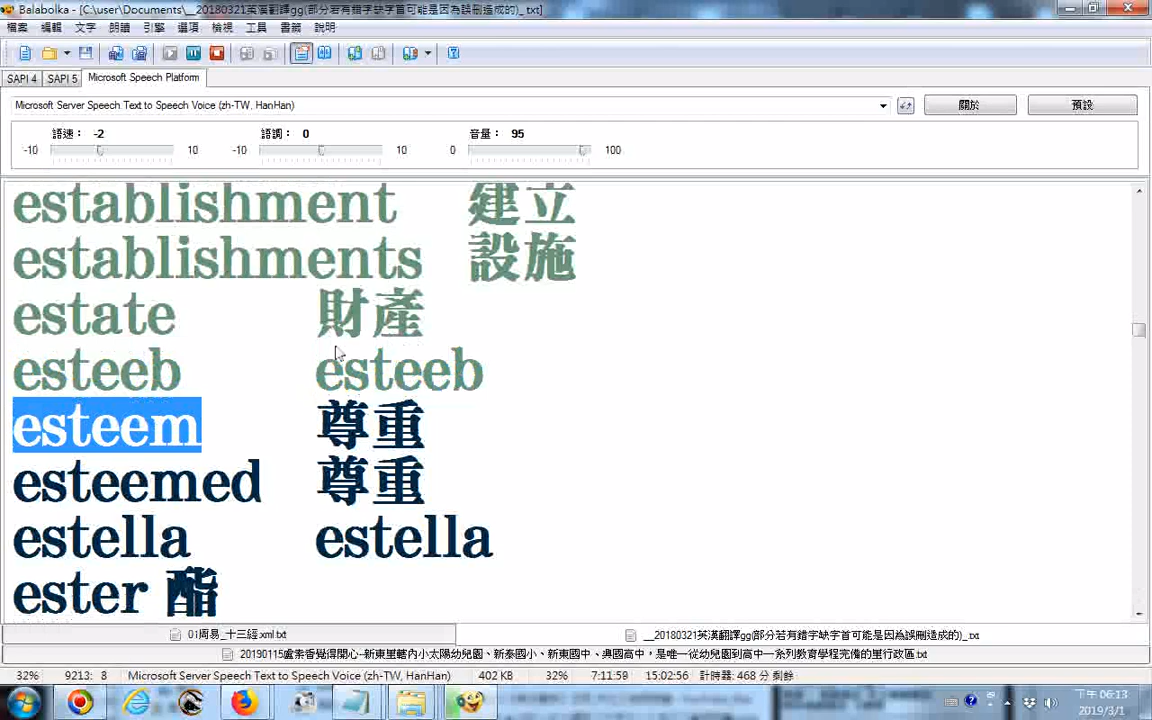 Balabolka - [C:\user\Documents\__20180321英漢翻譯gg(部分若有錯字缺字首可能是因為誤刪造成的)_.txt]
檔案 編輯 文字 朗讀 引擎 選項 檢視 工具 書籤 說明
SAPI 4 SAPI 5 Microsoft Speech Platform
Microsoft Server Speech Text to Speech Voice (zh-TW, HanHan) 關於 預設
語速： -2 語調： 0 音量： 95
-10 10 -10 10 0 100
establishment 建立
establishments 設施
estate 財產
esteeb esteeb
esteem 尊重
esteemed 尊重
estella estella
ester 酯
01周易_十三經.xml.txt __20180321英漢翻譯gg(部分若有錯字缺字首可能是因為誤刪造成的)_.txt
20190115盧素香覺得開心--新東里轄內小太陽幼兒園、新泰國小、新東國中、興國高中，是唯一從幼兒園到高中一系列教育學程完備的里行政區.txt
32% 9213: 8 Microsoft Server Speech Text to Speech Voice (zh-TW, HanHan) 402 KB 32% 7:11:59 15:02:56 計時器: 468 分 剩餘
下午 06:13
2019/3/1